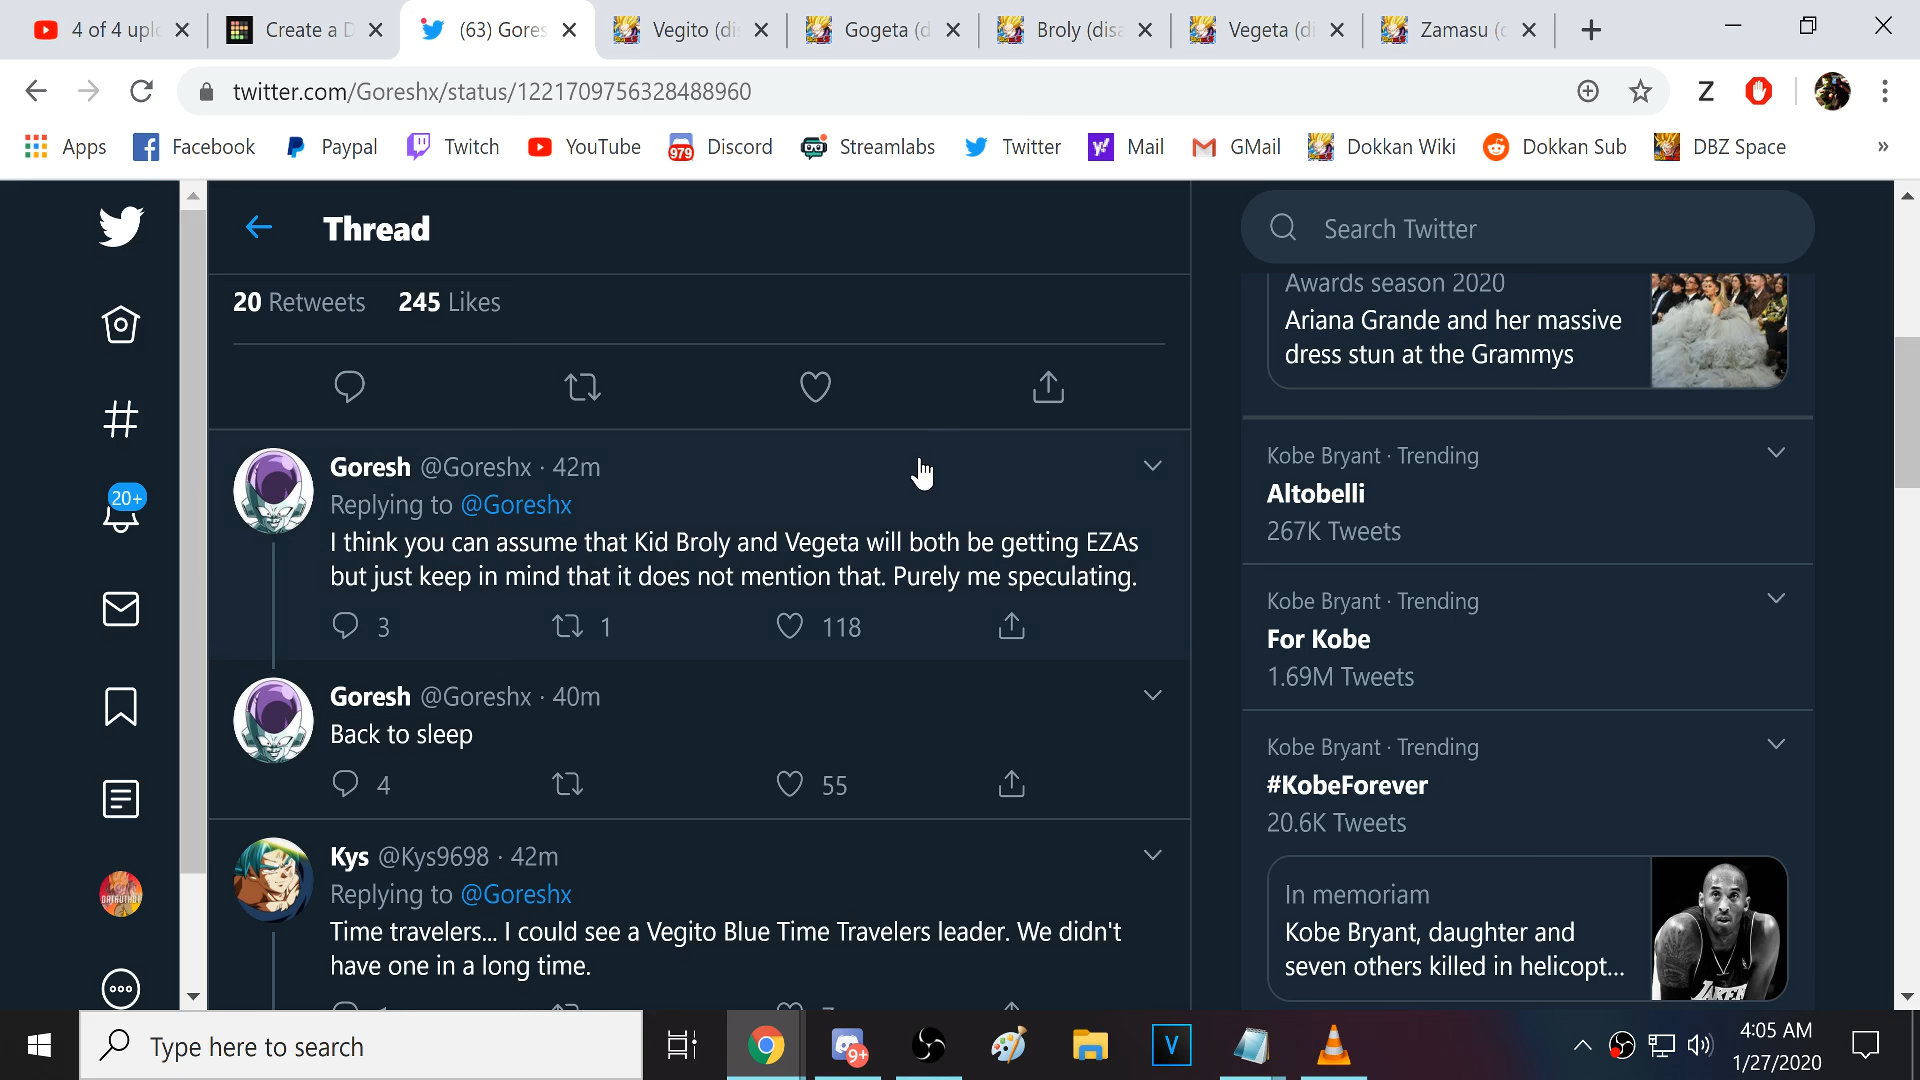 4 of 4 uplo
Create a D
(63) Gores
Vegito (di
Gogeta (d
Broly (disa
Vegeta (di
Zamasu (d
twitter.com/Goreshx/status/1221709756328488960
Z
Apps
Facebook
Paypal
Twitch
YouTube
979
Discord
Streamlabs
Twitter
Mail
GMail
Dokkan Wiki
Dokkan Sub
DBZ Space
»
Thread
Search Twitter
20 Retweets 245 Likes
Awards season 2020
Ariana Grande and her massive
dress stun at the Grammys
Goresh @Goreshx · 42m
Replying to @Goreshx
I think you can assume that Kid Broly and Vegeta will both be getting EZAs
but just keep in mind that it does not mention that. Purely me speculating.
3
1
118
Goresh @Goreshx · 40m
Back to sleep
4
55
Kys @Kys9698 · 42m
Replying to @Goreshx
Time travelers... I could see a Vegito Blue Time Travelers leader. We didn't
have one in a long time.
20+
Kobe Bryant · Trending
Altobelli
267K Tweets
Kobe Bryant · Trending
For Kobe
1.69M Tweets
Kobe Bryant · Trending
#KobeForever
20.6K Tweets
In memoriam
Kobe Bryant, daughter and
seven others killed in helicopt...
Type here to search
9+
V
4:05 AM
1/27/2020